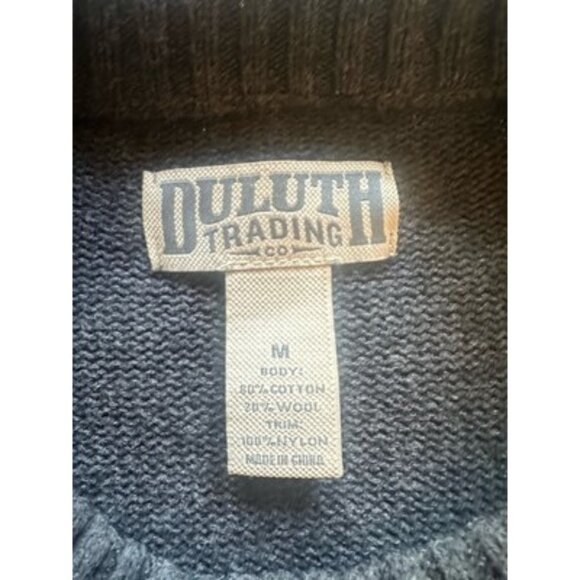 DULUTH
TRADING
CO
M
BODY:
80% COTTON
20% WOOL
TRIM:
100% NYLON
MADE IN CHINA